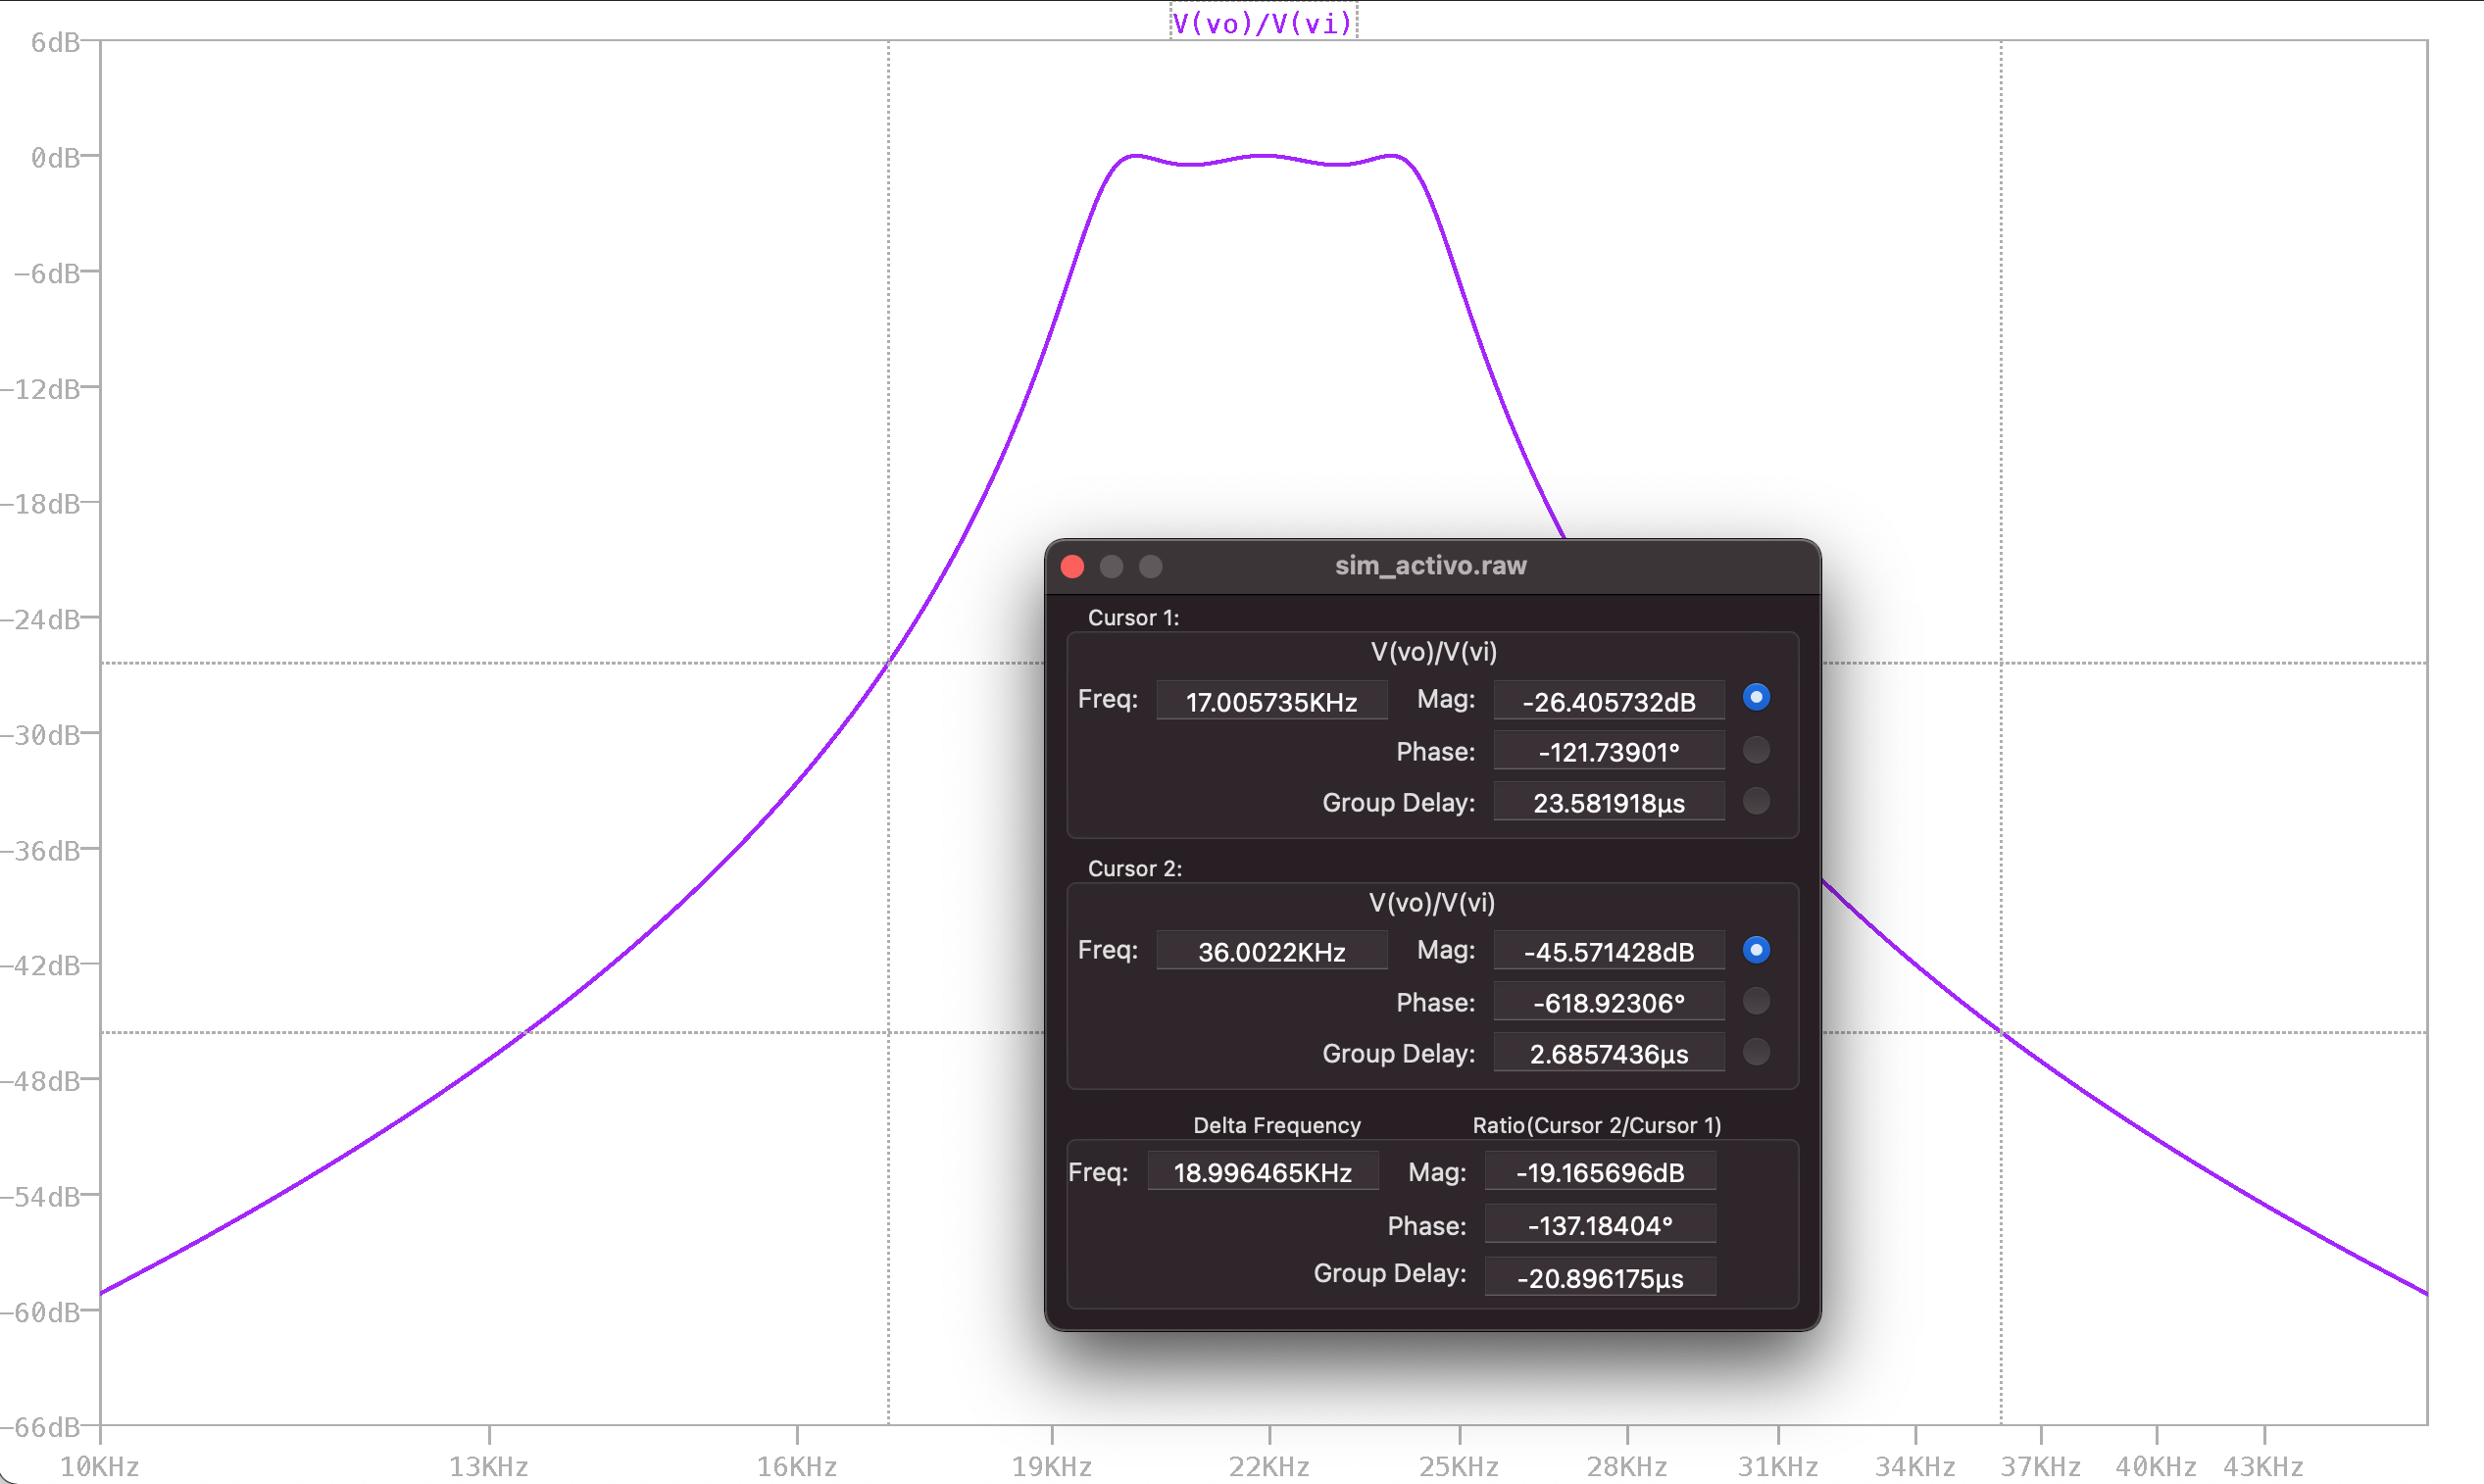 V(vo)/V(vi)
6dB
0dB
-6dB
-12dB
-18dB
-24dB
-30dB
-36dB
-42dB
-48dB
-54dB
-60dB
-66dB
10KHz 13KHz 16KHz 19KHz 22KHz 25KHz 28KHz 31KHz 34KHz 37KHz 40KHz 43KHz
sim_activo.raw
Cursor 1:
V(vo)/V(vi)
Freq: 17.005735KHz Mag: -26.405732dB
Phase: -121.73901°
Group Delay: 23.581918µs
Cursor 2:
V(vo)/V(vi)
Freq: 36.0022KHz Mag: -45.571428dB
Phase: -618.92306°
Group Delay: 2.6857436µs
Delta Frequency Ratio(Cursor 2/Cursor 1)
Freq: 18.996465KHz Mag: -19.165696dB
Phase: -137.18404°
Group Delay: -20.896175µs